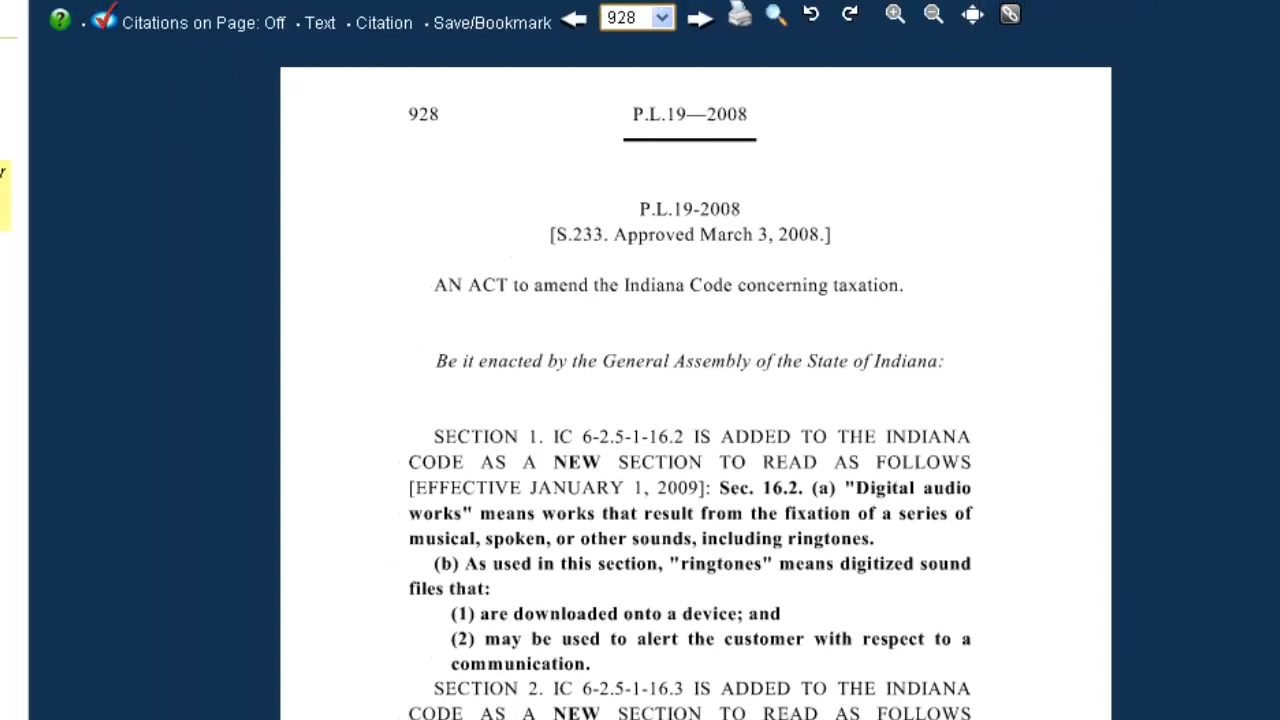 Citations on Page: Off · Text · Citation · Save/Bookmark 928
928 P.L.19—2008
P.L.19-2008
[S.233. Approved March 3, 2008.]
AN ACT to amend the Indiana Code concerning taxation.
Be it enacted by the General Assembly of the State of Indiana:
SECTION 1. IC 6-2.5-1-16.2 IS ADDED TO THE INDIANA
CODE AS A NEW SECTION TO READ AS FOLLOWS
[EFFECTIVE JANUARY 1, 2009]: Sec. 16.2. (a) "Digital audio
works" means works that result from the fixation of a series of
musical, spoken, or other sounds, including ringtones.
(b) As used in this section, "ringtones" means digitized sound
files that:
(1) are downloaded onto a device; and
(2) may be used to alert the customer with respect to a
communication.
SECTION 2. IC 6-2.5-1-16.3 IS ADDED TO THE INDIANA
CODE AS A NEW SECTION TO READ AS FOLLOWS